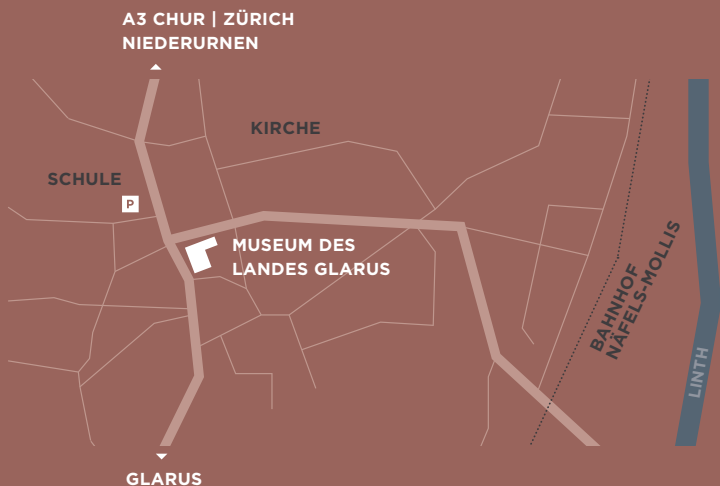 A3 CHUR | ZÜRICH
NIEDERURNEN
KIRCHE
SCHULE
P
MUSEUM DES
LANDES GLARUS
BAHNHOF
NÄFELS-MOLLIS
LINTH
GLARUS